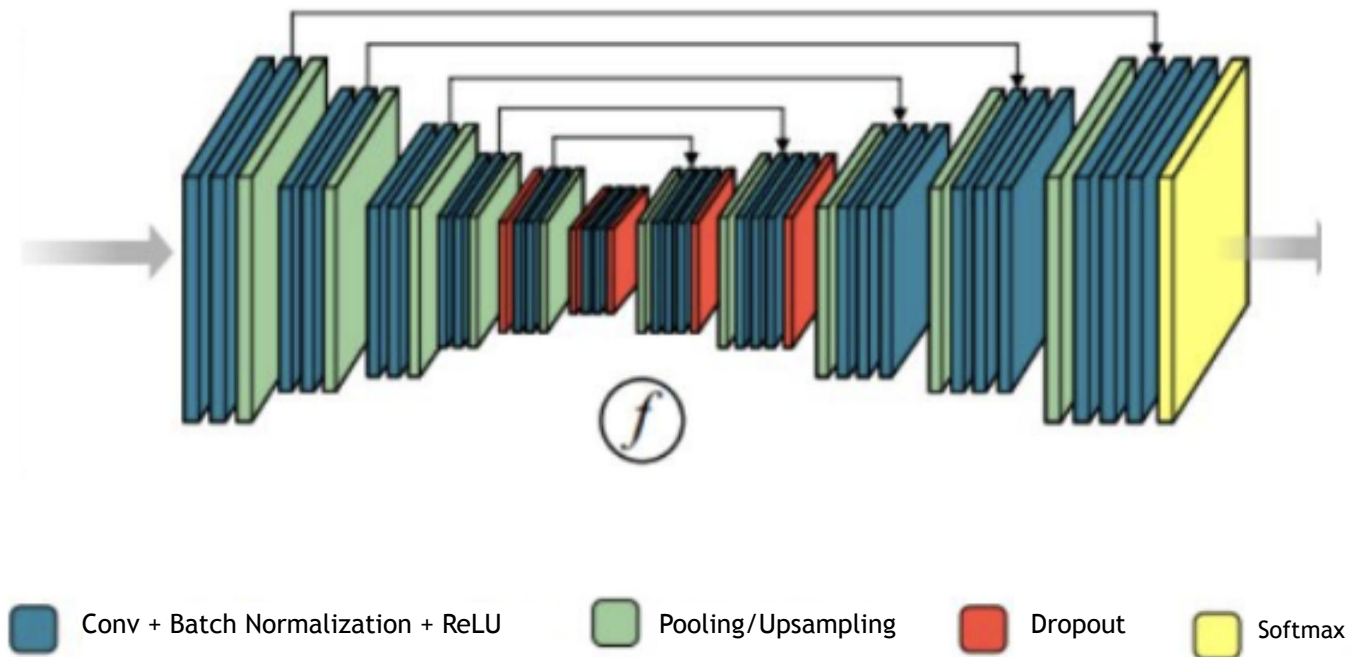 f
Conv + Batch Normalization + ReLU
Pooling/Upsampling
Dropout
Softmax